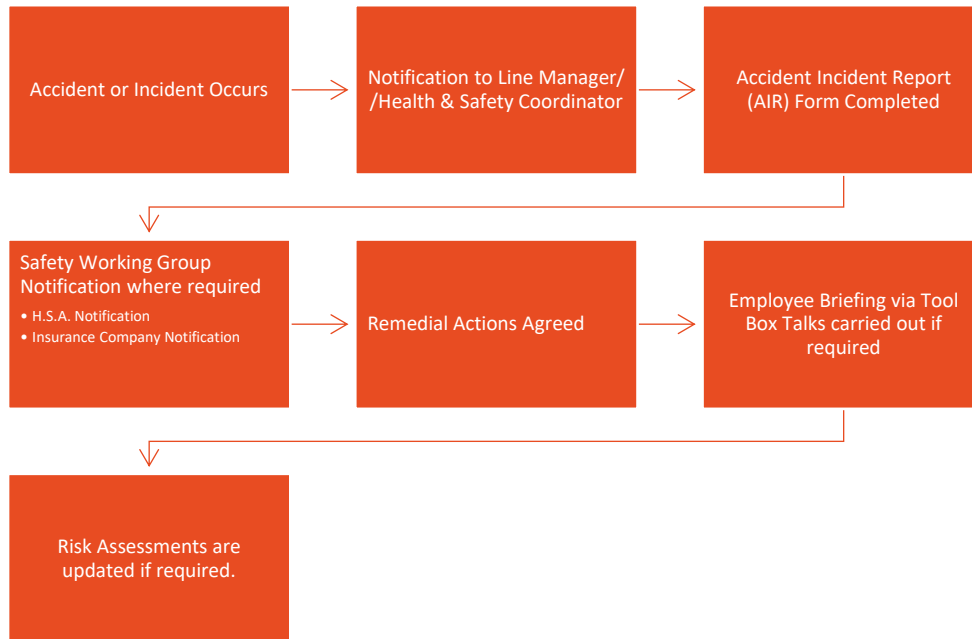 Accident or Incident Occurs
Notification to Line Manager/
/Health & Safety Coordinator
Accident Incident Report
(AIR) Form Completed
Safety Working Group
Notification where required
• H.S.A. Notification
• Insurance Company Notification
Remedial Actions Agreed
Employee Briefing via Tool
Box Talks carried out if
required
Risk Assessments are
updated if required.